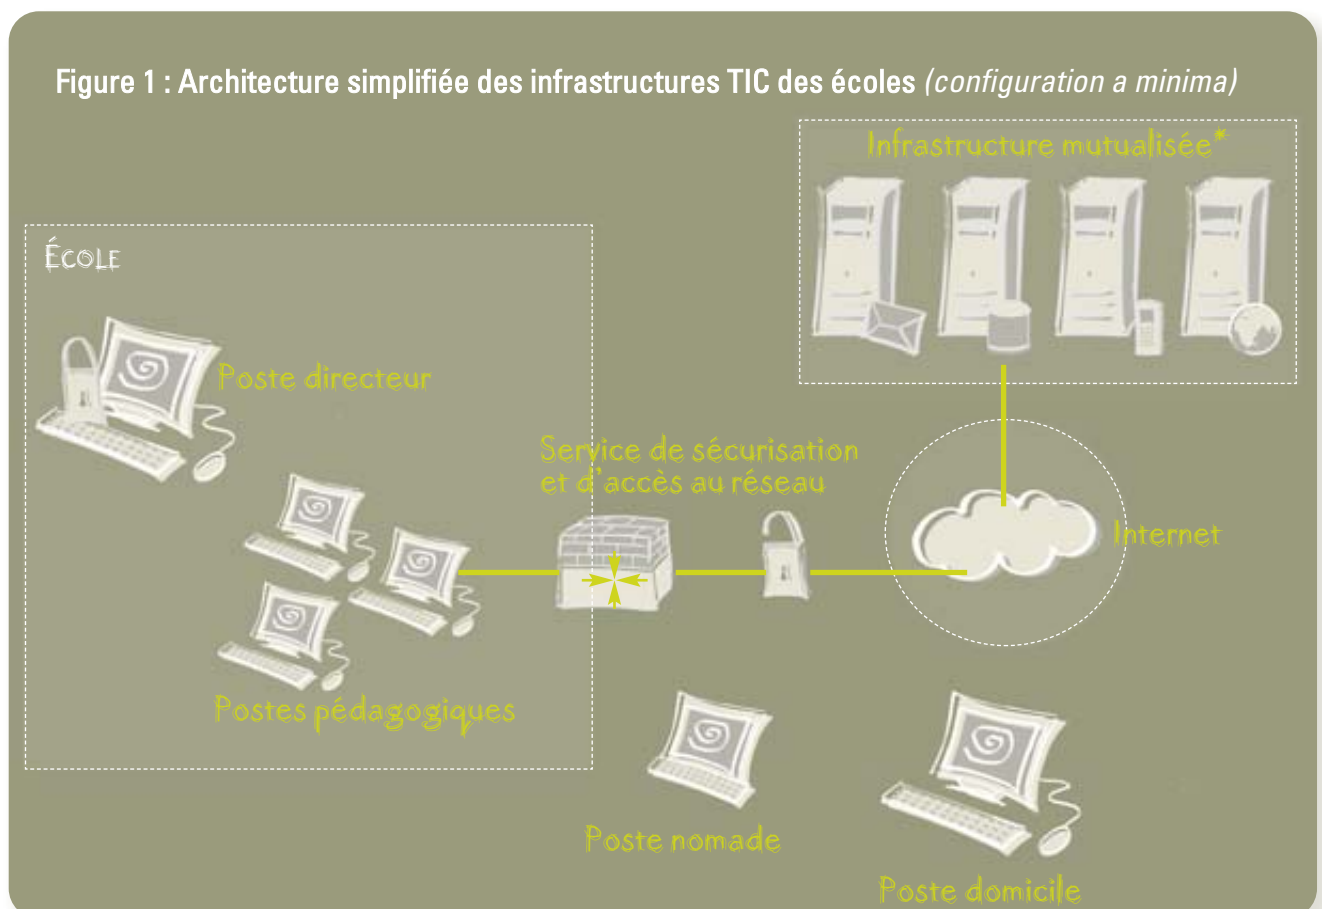 Figure 1 : Architecture simplifiée des infrastructures TIC des écoles (configuration a minima)
Infrastructure mutualisée*
ÉCOLE
Poste directeur
Service de sécurisation
et d'accès au réseau
Internet
Postes pédagogiques
Poste nomade
Poste domicile